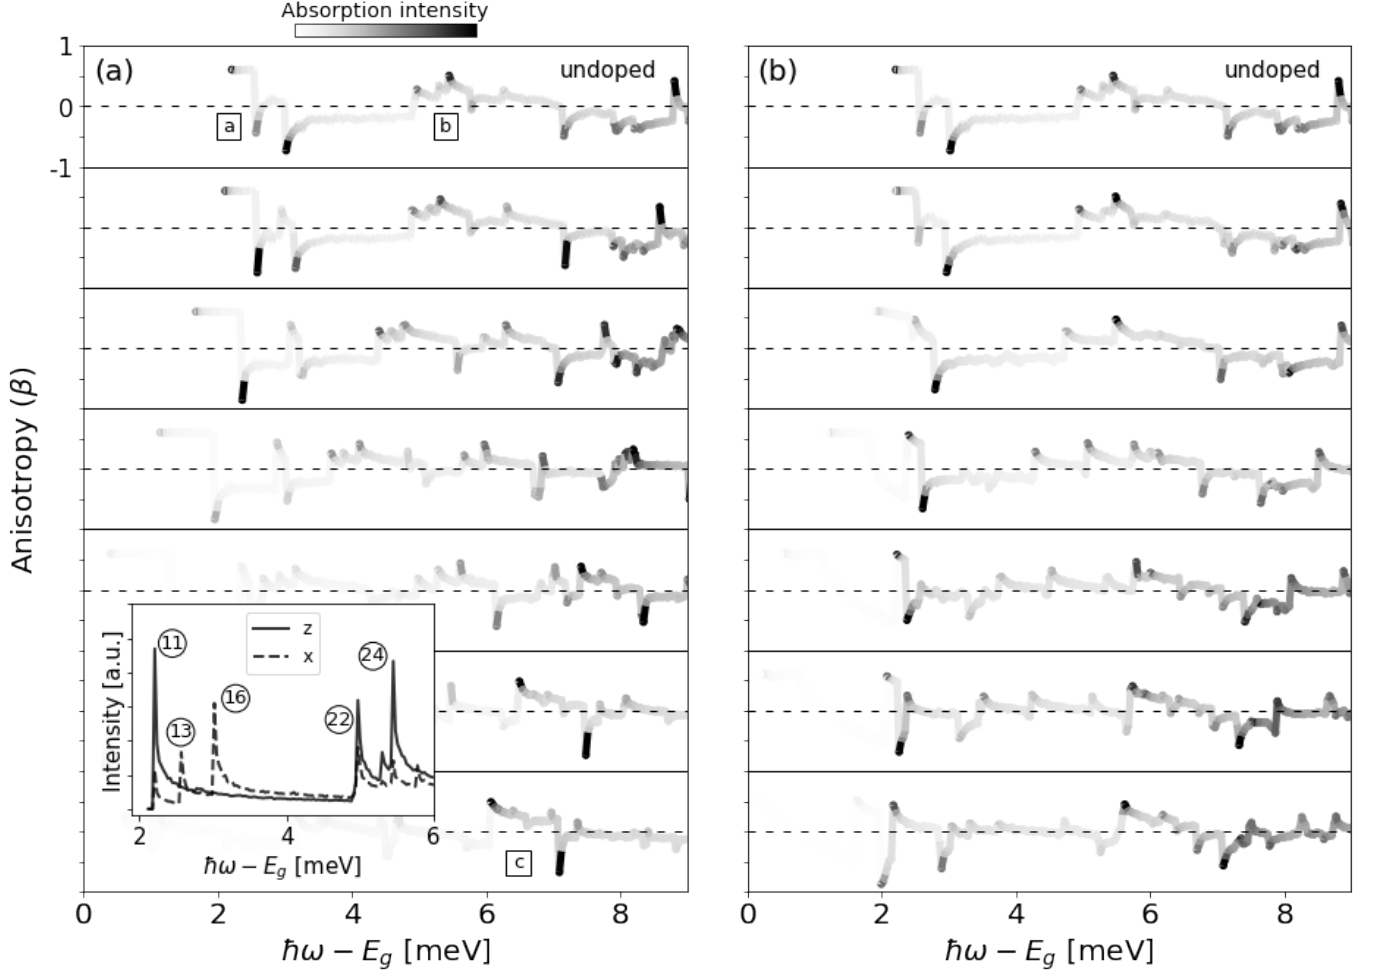 Absorption intensity
(a)
undoped
(b)
undoped
1
0
-1
a
b
Anisotropy (β)
11
13
16
22
24
z
x
Intensity [a.u.]
2
4
6
ħω − E_g [meV]
c
0
2
4
6
8
0
2
4
6
8
ħω − E_g [meV]
ħω − E_g [meV]